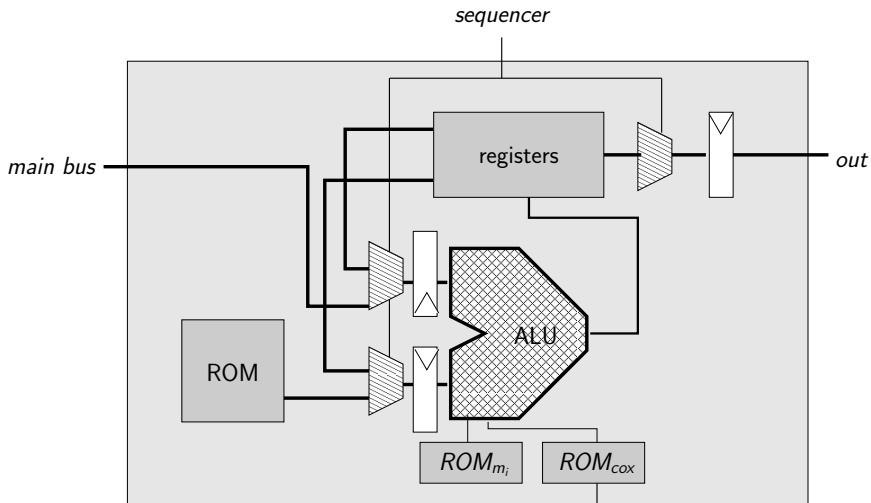 sequencer
main bus
registers
out
ROM
ALU
ROM_{m_i}
ROM_{cox}